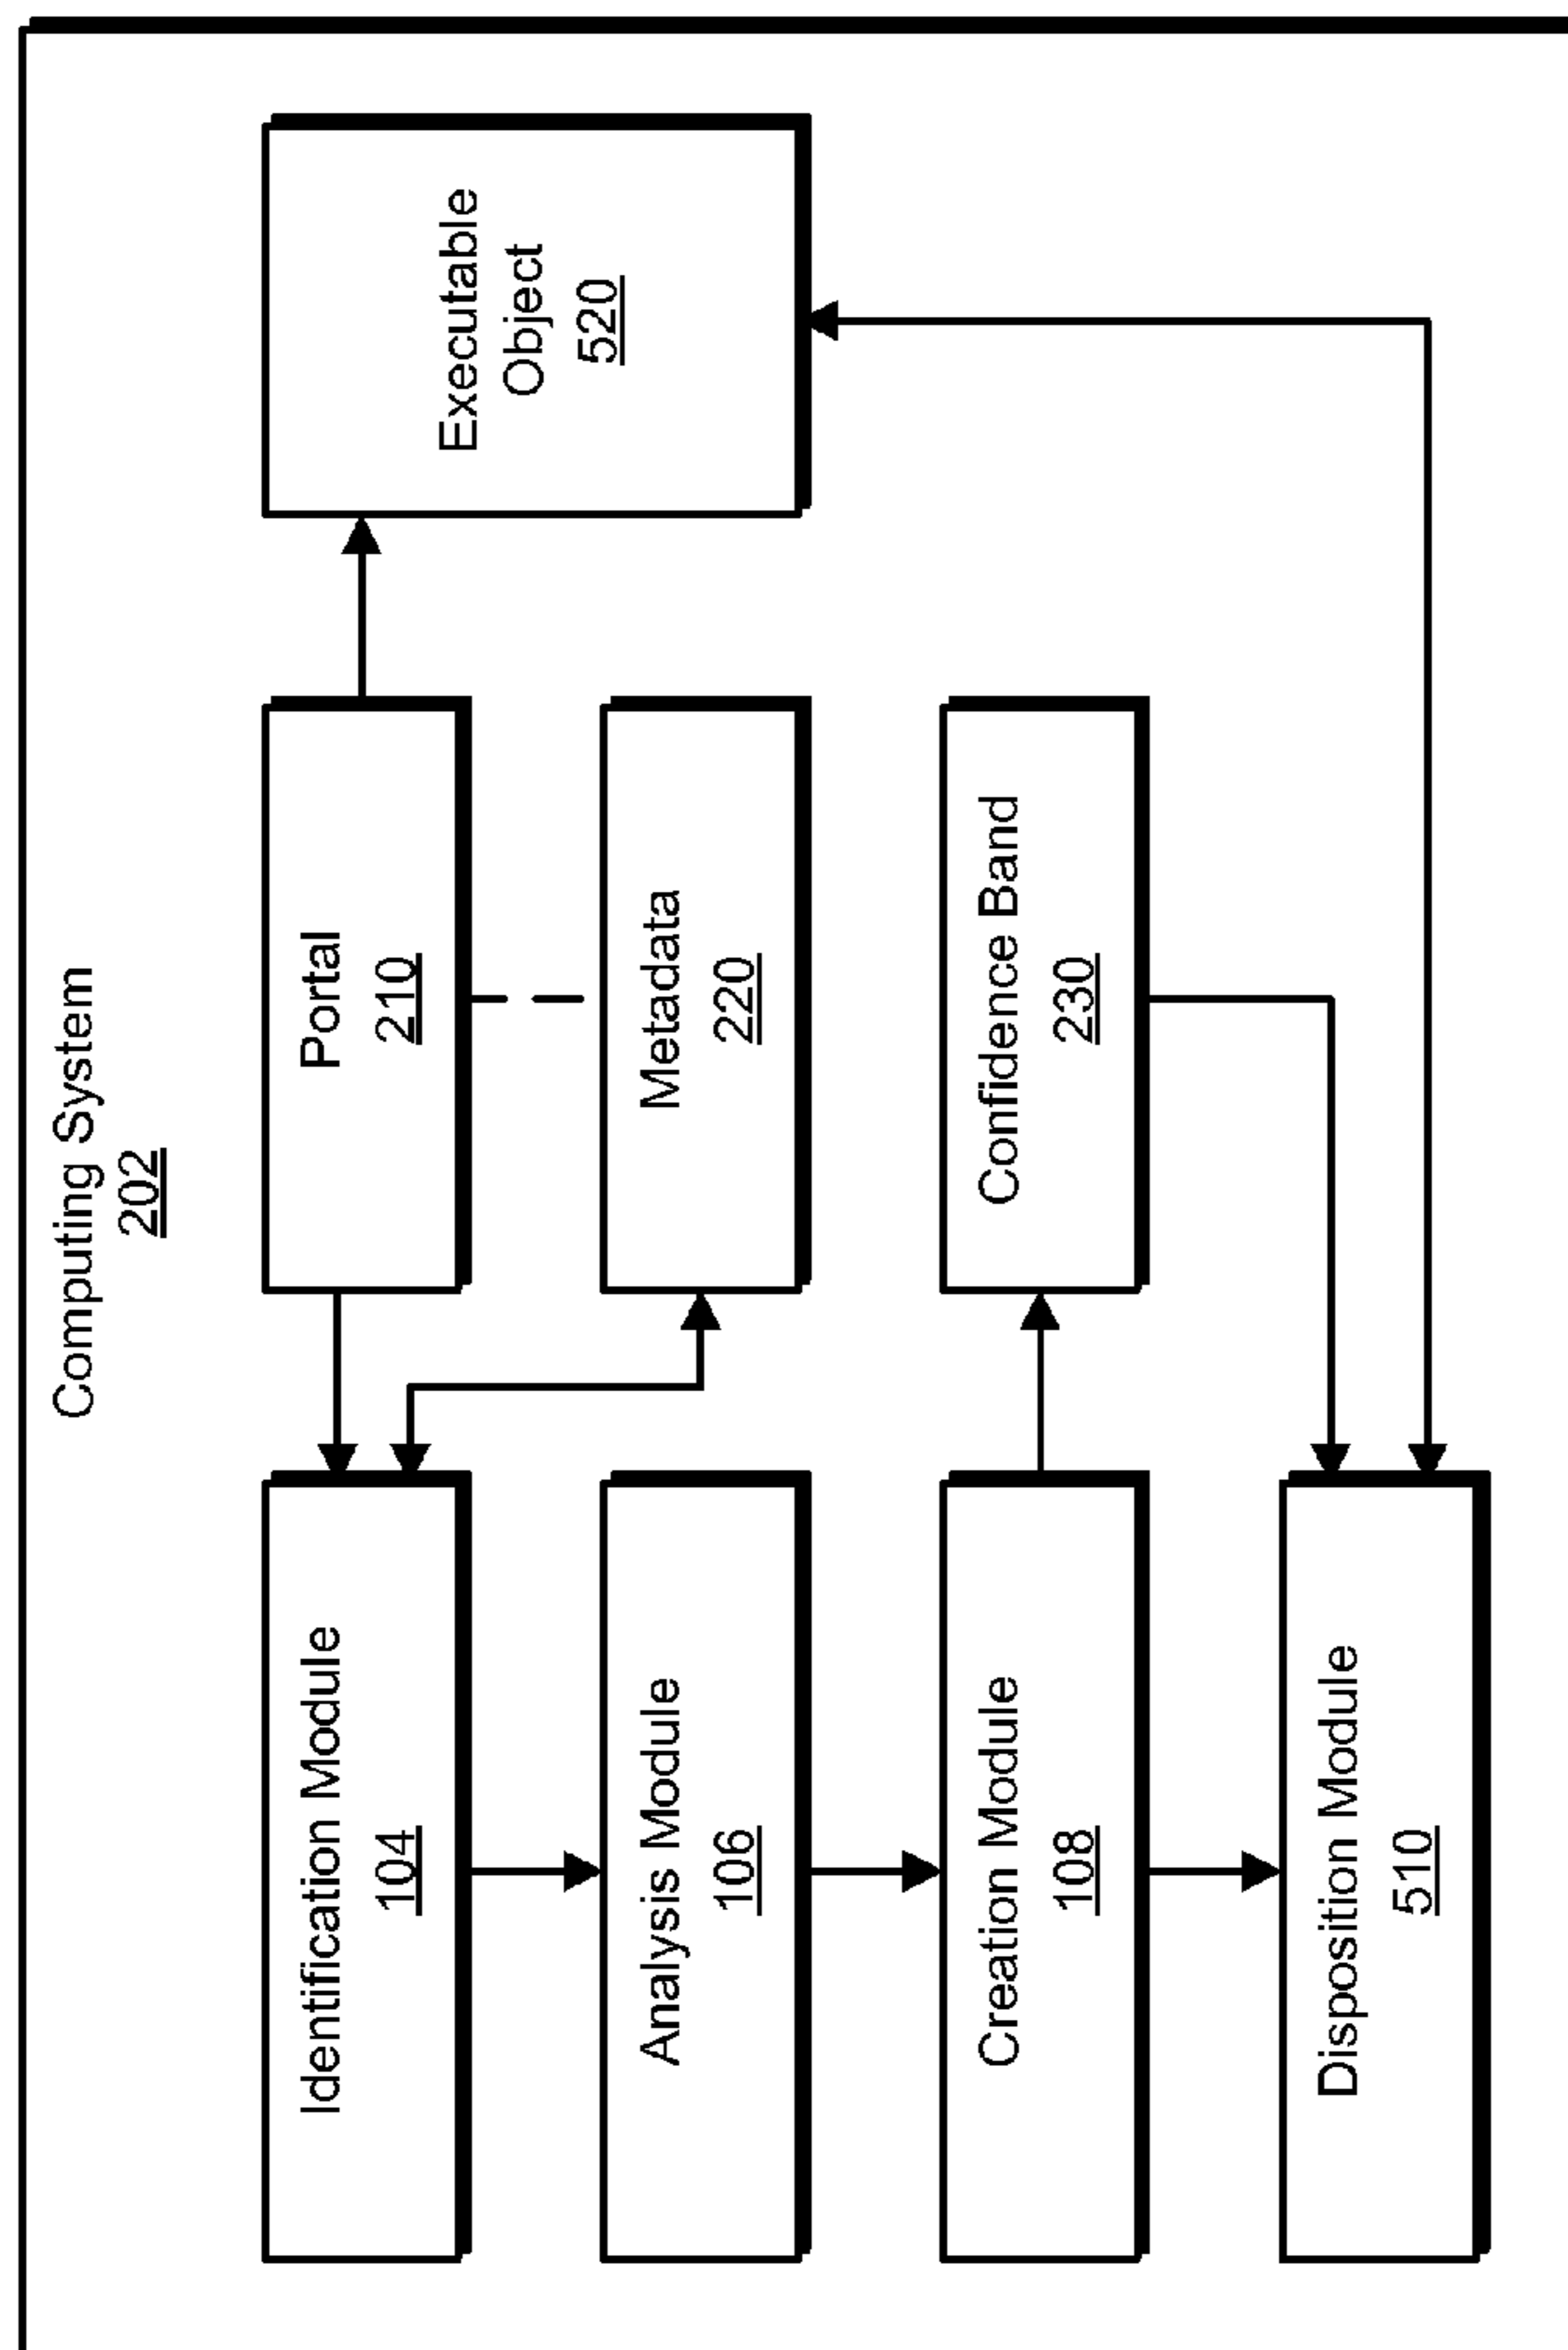 Computing System
202
Identification Module
104
Portal
210
Executable
Object
520
Analysis Module
106
Metadata
220
Creation Module
108
Confidence Band
230
Disposition Module
510